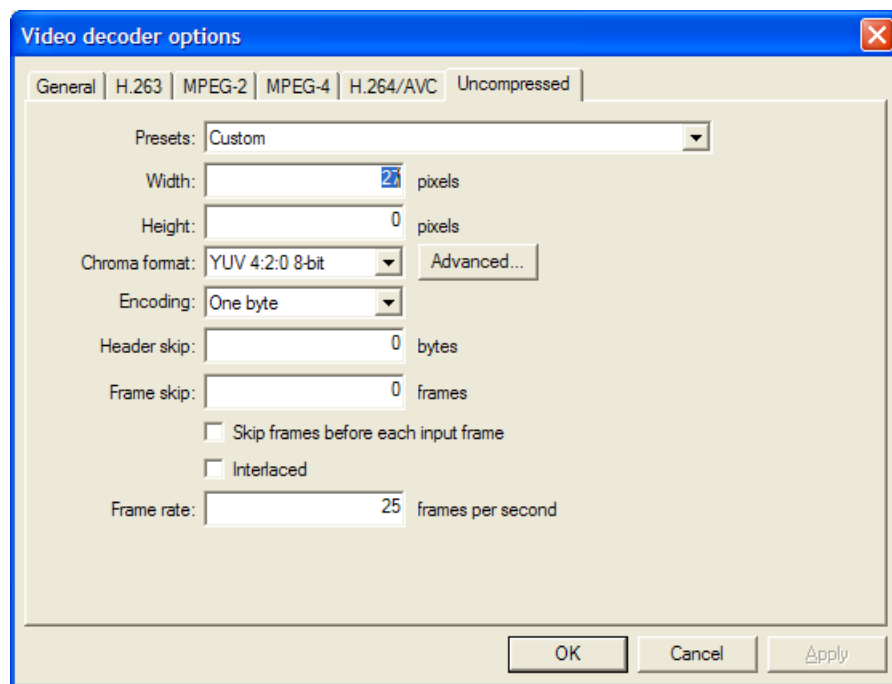 Video decoder options
General H.263 MPEG-2 MPEG-4 H.264/AVC Uncompressed
Presets: Custom
Width: 27 pixels
Height: 0 pixels
Chroma format: YUV 4:2:0 8-bit Advanced...
Encoding: One byte
Header skip: 0 bytes
Frame skip: 0 frames
Skip frames before each input frame
Interlaced
Frame rate: 25 frames per second
OK Cancel Apply